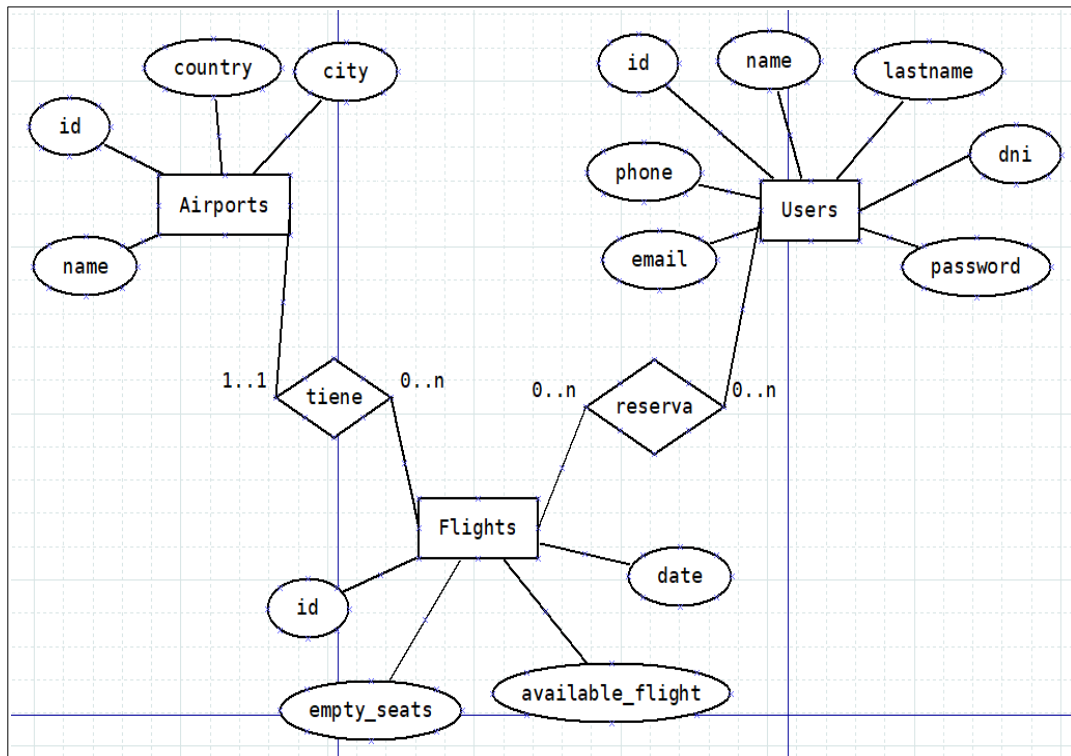 country
city
id
Airports
name
id
name
lastname
phone
dni
Users
email
password
1..1
tiene
0..n
0..n
reserva
0..n
Flights
id
date
empty_seats
available_flight